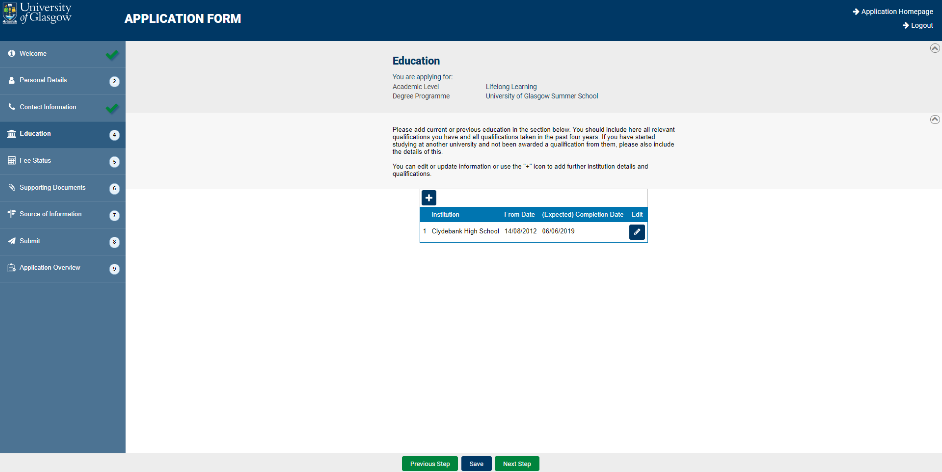 University
of Glasgow
APPLICATION FORM
Application Homepage
Logout
Welcome
Personal Details 2
Contact Information
Education 4
Fee Status 5
Supporting Documents 6
Source of Information 7
Submit 8
Application Overview 9
Education
You are applying for:
Academic Level Lifelong Learning
Degree Programme University of Glasgow Summer School
Please add current or previous education in the section below. You should include here all relevant
qualifications you have and all qualifications taken in the past four years. If you have started
studying at another university and not been awarded a qualification from them, please also include
the details of this.
You can edit or update information or use the "+" icon to add further institution details and
qualifications.
+
Institution From Date (Expected) Completion Date Edit
1 Clydebank High School 14/08/2012 06/06/2019
Previous Step Save Next Step